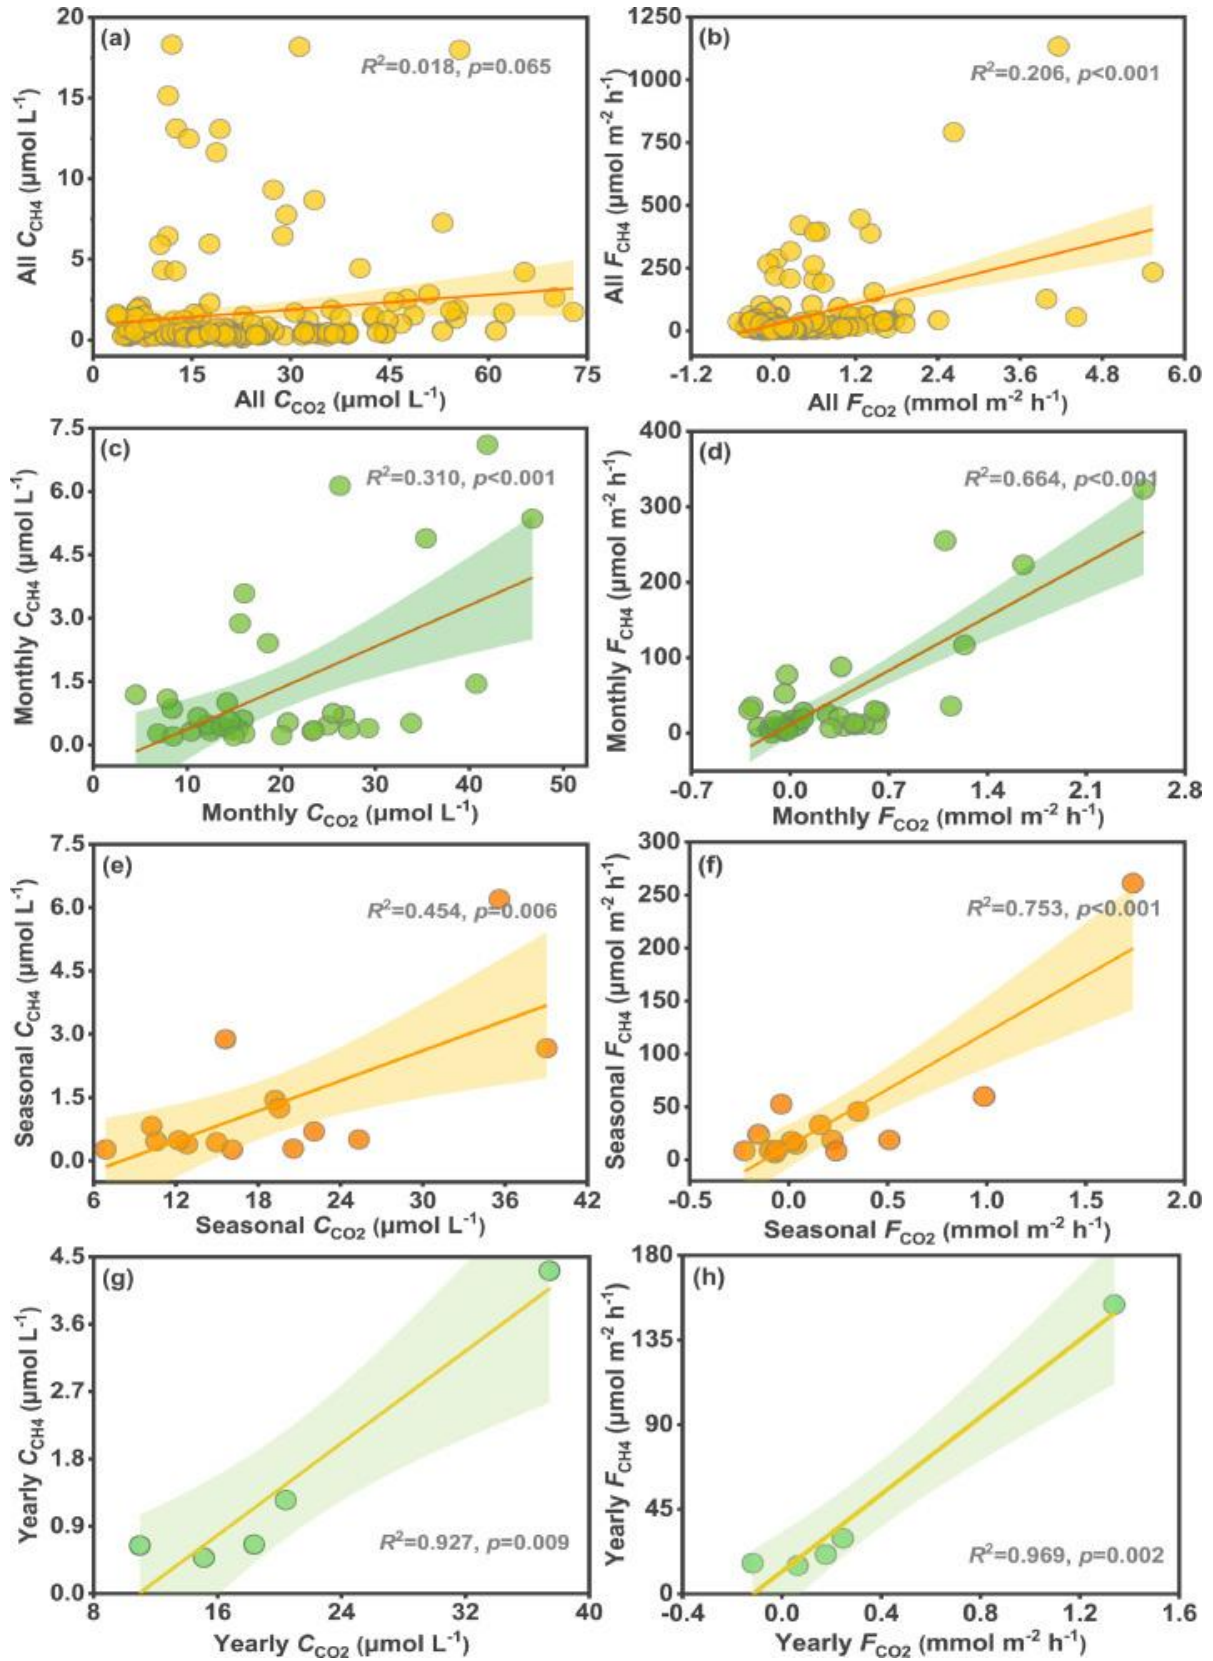 (a)
R²=0.018, p=0.065
All C_CH4 (µmol L⁻¹)
20
15
10
5
0
0 15 30 45 60 75
All C_CO2 (µmol L⁻¹)
(b)
R²=0.206, p<0.001
All F_CH4 (µmol m⁻² h⁻¹)
1250
1000
750
500
250
0
-1.2 0.0 1.2 2.4 3.6 4.8 6.0
All F_CO2 (mmol m⁻² h⁻¹)
(c)
R²=0.310, p<0.001
Monthly C_CH4 (µmol L⁻¹)
7.5
6.0
4.5
3.0
1.5
0.0
0 10 20 30 40 50
Monthly C_CO2 (µmol L⁻¹)
(d)
R²=0.664, p<0.001
Monthly F_CH4 (µmol m⁻² h⁻¹)
400
300
200
100
0
-0.7 0.0 0.7 1.4 2.1 2.8
Monthly F_CO2 (mmol m⁻² h⁻¹)
(e)
R²=0.454, p=0.006
Seasonal C_CH4 (µmol L⁻¹)
7.5
6.0
4.5
3.0
1.5
0.0
6 12 18 24 30 36 42
Seasonal C_CO2 (µmol L⁻¹)
(f)
R²=0.753, p<0.001
Seasonal F_CH4 (µmol m⁻² h⁻¹)
300
250
200
150
100
50
0
-0.5 0.0 0.5 1.0 1.5 2.0
Seasonal F_CO2 (mmol m⁻² h⁻¹)
(g)
R²=0.927, p=0.009
Yearly C_CH4 (µmol L⁻¹)
4.5
3.6
2.7
1.8
0.9
0.0
8 16 24 32 40
Yearly C_CO2 (µmol L⁻¹)
(h)
R²=0.969, p=0.002
Yearly F_CH4 (µmol m⁻² h⁻¹)
180
135
90
45
0
-0.4 0.0 0.4 0.8 1.2 1.6
Yearly F_CO2 (mmol m⁻² h⁻¹)